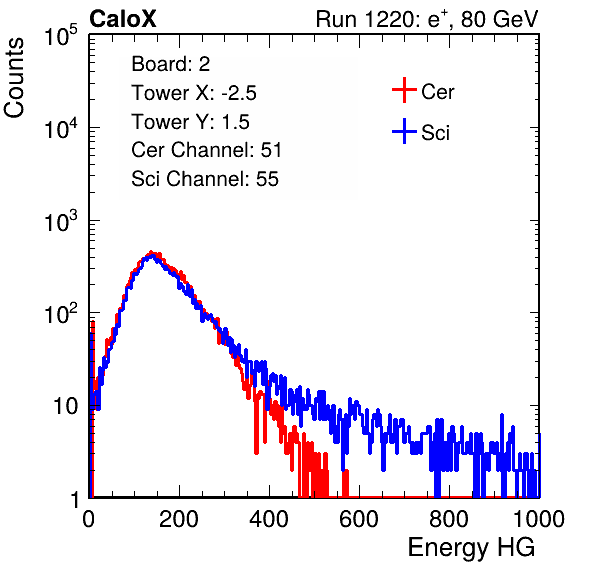 CaloX Run 1220: e+, 80 GeV
Counts
10^5
10^4
10^3
10^2
10
1
Board: 2
Tower X: -2.5
Tower Y: 1.5
Cer Channel: 51
Sci Channel: 55
Cer
Sci
0 200 400 600 800 1000
Energy HG